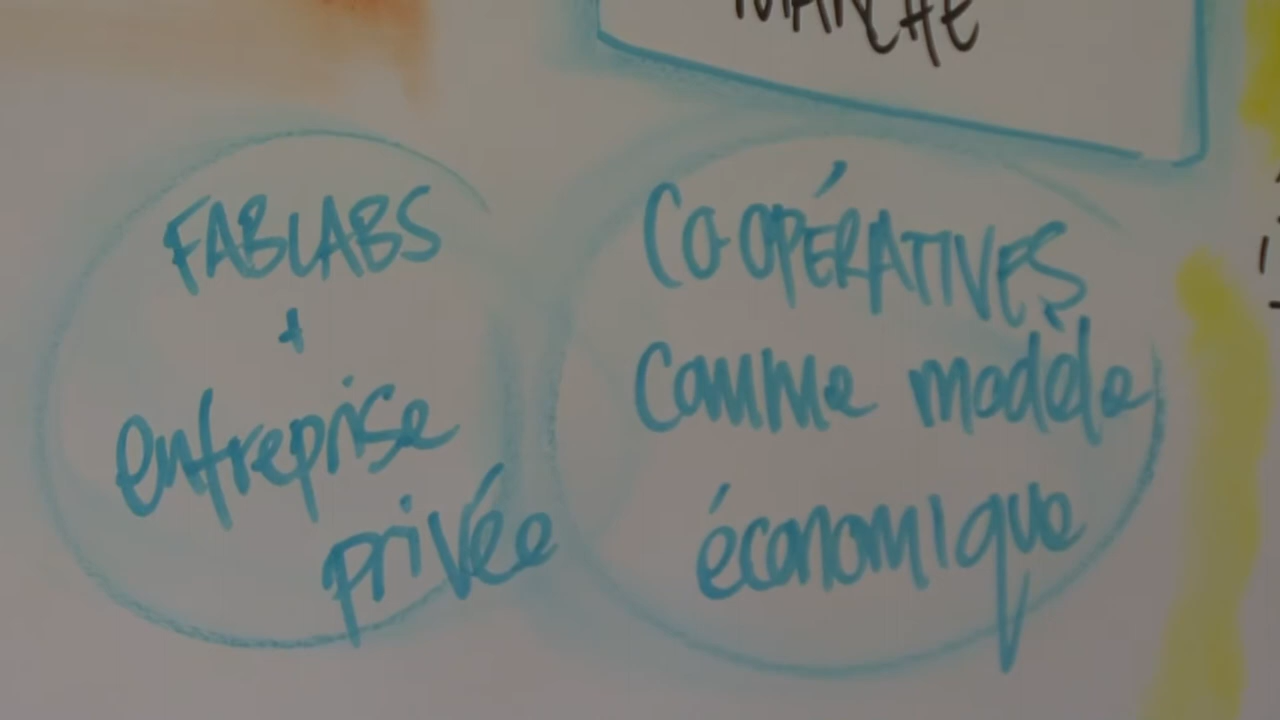 FABLABS
+
entreprise
privée
COOPÉRATIVES
comme modèle
économique